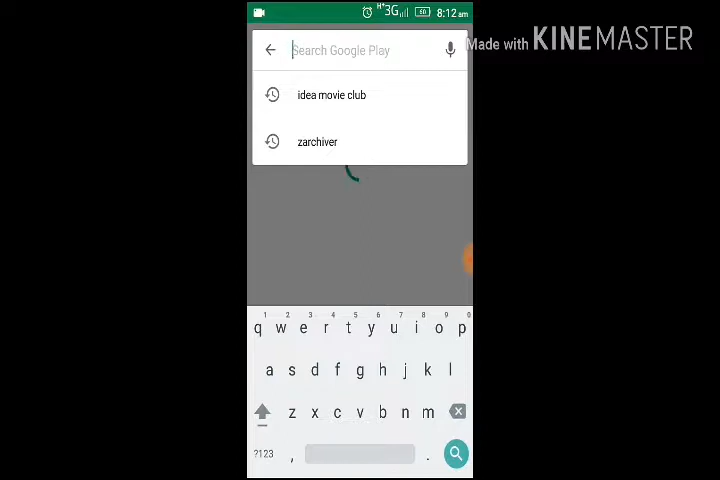 H+ 3G 60 8:12 am
Made with KINEMASTER
Search Google Play
idea movie club
zarchiver
1 2 3 4 5 6 7 8 9 0
q w e r t y u i o p
a s d f g h j k l
z x c v b n m
?123 , .